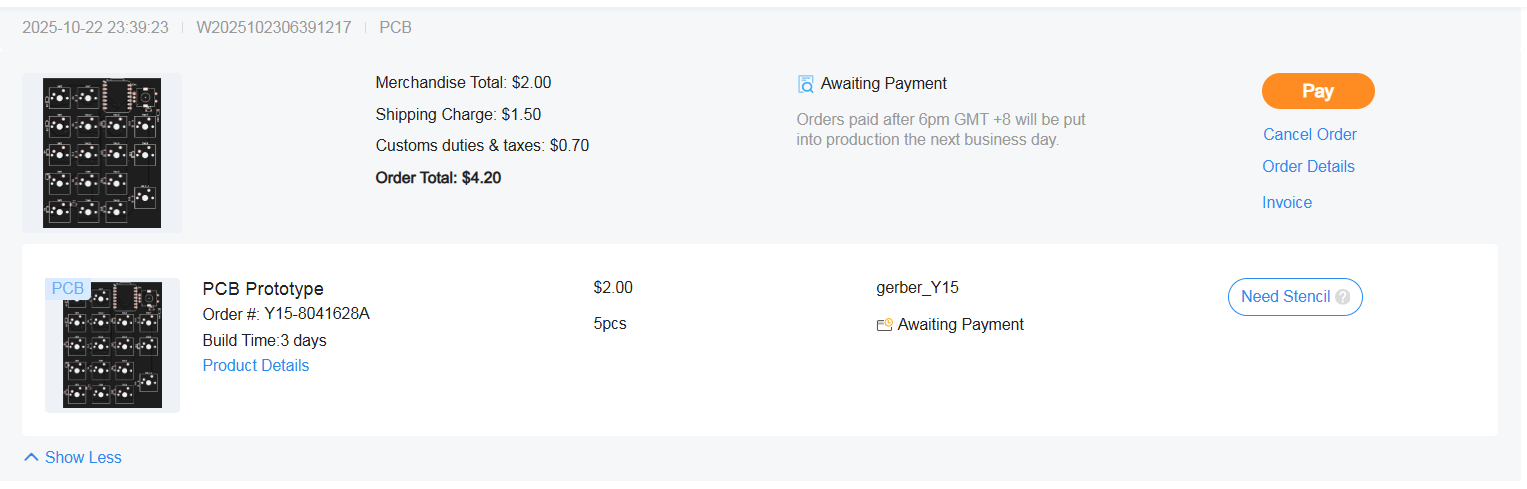 2025-10-22 23:39:23 | W2025102306391217 | PCB
Merchandise Total: $2.00
Shipping Charge: $1.50
Customs duties & taxes: $0.70
Order Total: $4.20
Awaiting Payment
Orders paid after 6pm GMT +8 will be put
into production the next business day.
Pay
Cancel Order
Order Details
Invoice
PCB
PCB Prototype
Order #: Y15-8041628A
Build Time:3 days
Product Details
$2.00
5pcs
gerber_Y15
Awaiting Payment
Need Stencil ?
Show Less